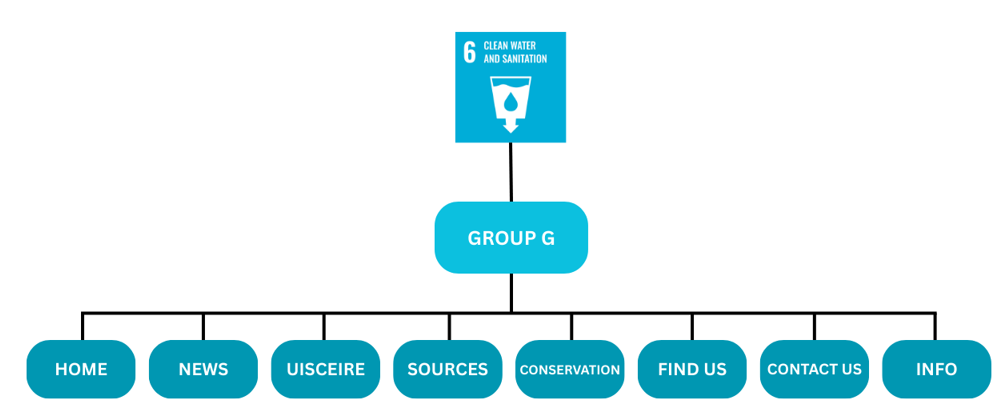 6 CLEAN WATER
AND SANITATION
GROUP G
HOME
NEWS
UISCEIRE
SOURCES
CONSERVATION
FIND US
CONTACT US
INFO